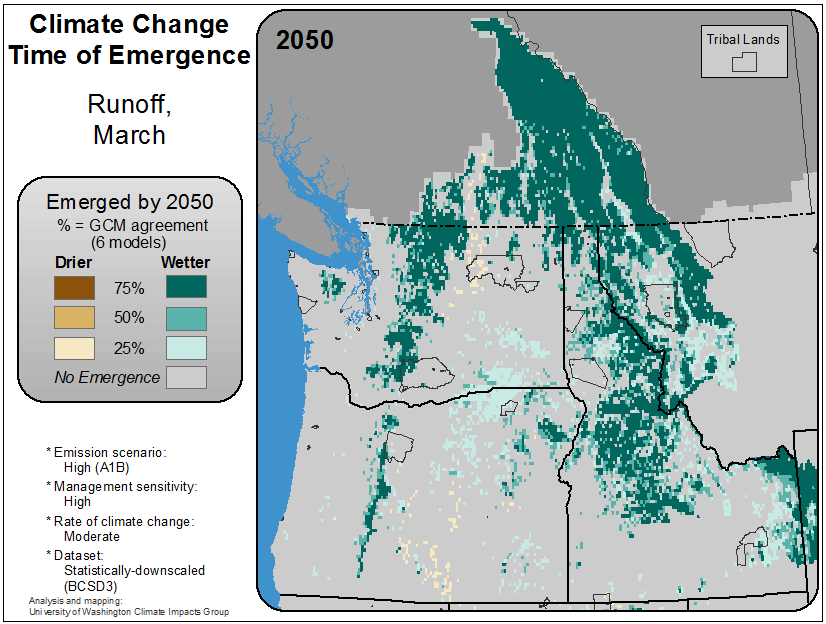 Climate Change
Time of Emergence
Runoff,
March
Emerged by 2050
% = GCM agreement
(6 models)
Drier Wetter
75%
50%
25%
No Emergence
* Emission scenario:
High (A1B)
* Management sensitivity:
High
* Rate of climate change:
Moderate
* Dataset:
Statistically-downscaled
(BCSD3)
Analysis and mapping:
University of Washington Climate Impacts Group
2050
Tribal Lands